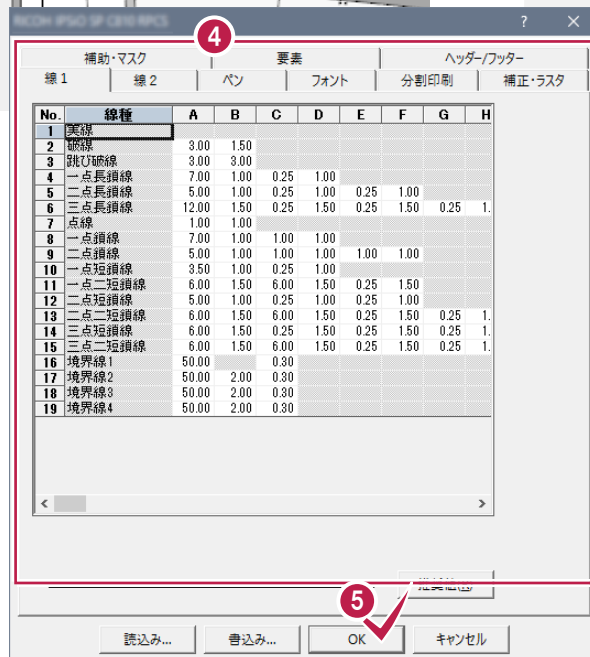 RICOH IPSiO SP C810 RPCS ? ×
4
補助・マスク 要素 ヘッダー/フッター
線1 線2 ペン フォント 分割印刷 補正・ラスタ
No. 線種 A B C D E F G H
1 実線
2 破線 3.00 1.50
3 跳び破線 3.00 3.00
4 一点長鎖線 7.00 1.00 0.25 1.00
5 二点長鎖線 5.00 1.00 0.25 1.00 0.25 1.00
6 三点長鎖線 12.00 1.50 0.25 1.50 0.25 1.50 0.25 1.
7 点線 1.00 1.00
8 一点鎖線 7.00 1.00 1.00 1.00
9 二点鎖線 5.00 1.00 1.00 1.00 1.00 1.00
10 一点短鎖線 3.50 1.00 0.25 1.00
11 一点二短鎖線 6.00 1.50 6.00 1.50 0.25 1.50
12 二点短鎖線 5.00 1.00 0.25 1.00 0.25 1.00
13 二点二短鎖線 6.00 1.50 6.00 1.50 0.25 1.50 0.25 1.
14 三点短鎖線 6.00 1.50 0.25 1.50 0.25 1.50 0.25 1.
15 三点二短鎖線 6.00 1.50 6.00 1.50 0.25 1.50 0.25 1.
16 境界線1 50.00 0.30
17 境界線2 50.00 2.00 0.30
18 境界線3 50.00 2.00 0.30
19 境界線4 50.00 2.00 0.30
5
読込み... 書込み... OK キャンセル